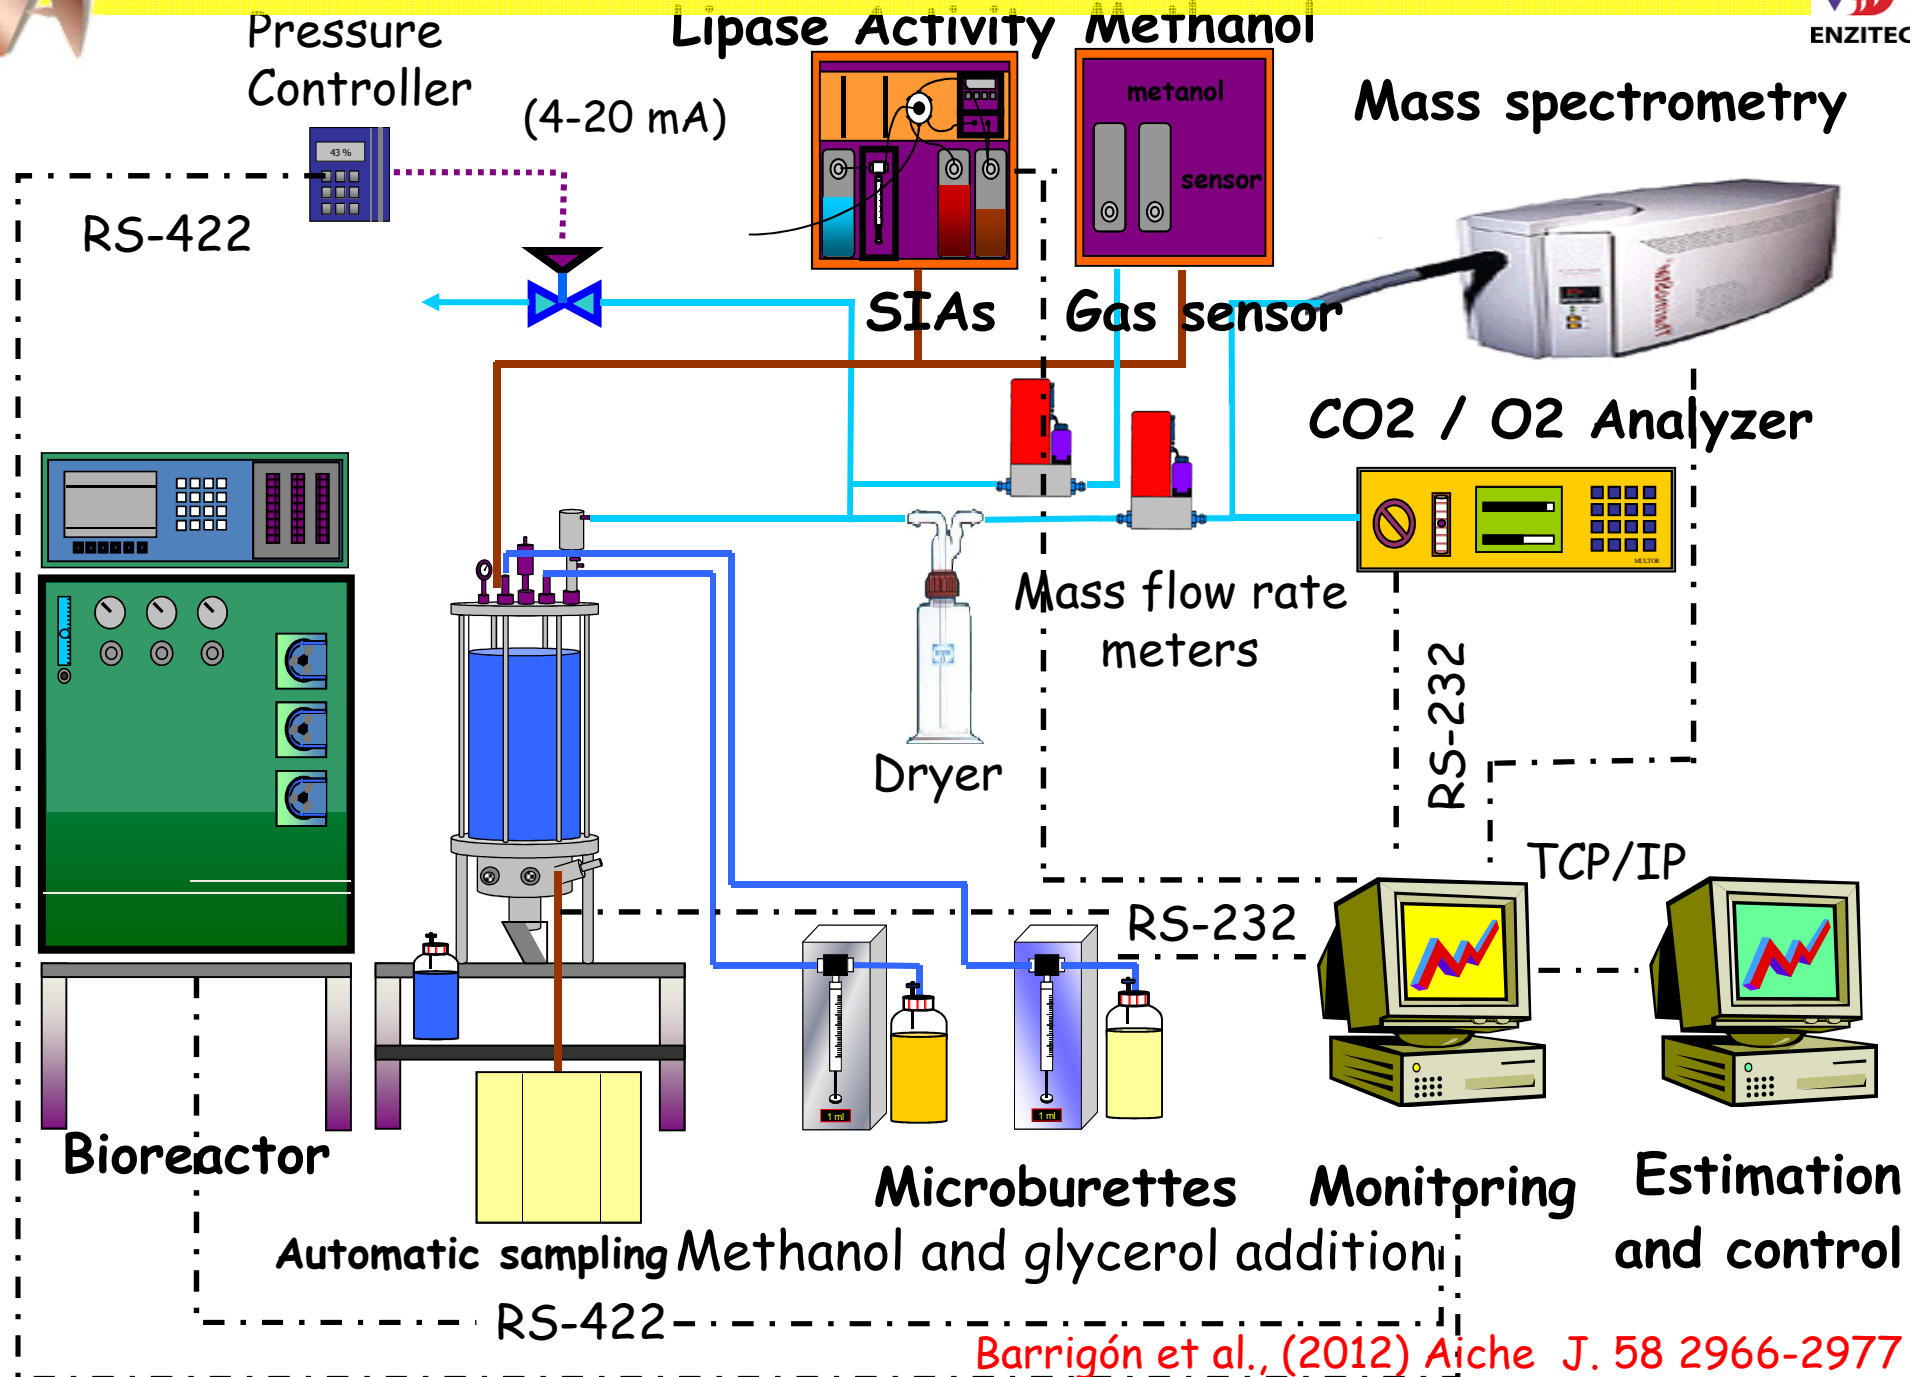 ENZITEC
Pressure
Controller
(4-20 mA)
Lipase Activity
Methanol
metanol
sensor
Mass spectrometry
43 %
RS-422
SIAs
Gas sensor
CO2 / O2 Analyzer
MULTOR
Mass flow rate
meters
Dryer
RS-232
TCP/IP
RS-232
1 ml
1 ml
Bioreactor
Automatic sampling
Microburettes
Methanol and glycerol addition
Monitoring
Estimation
and control
RS-422
Barrigón et al., (2012) Aiche J. 58 2966-2977